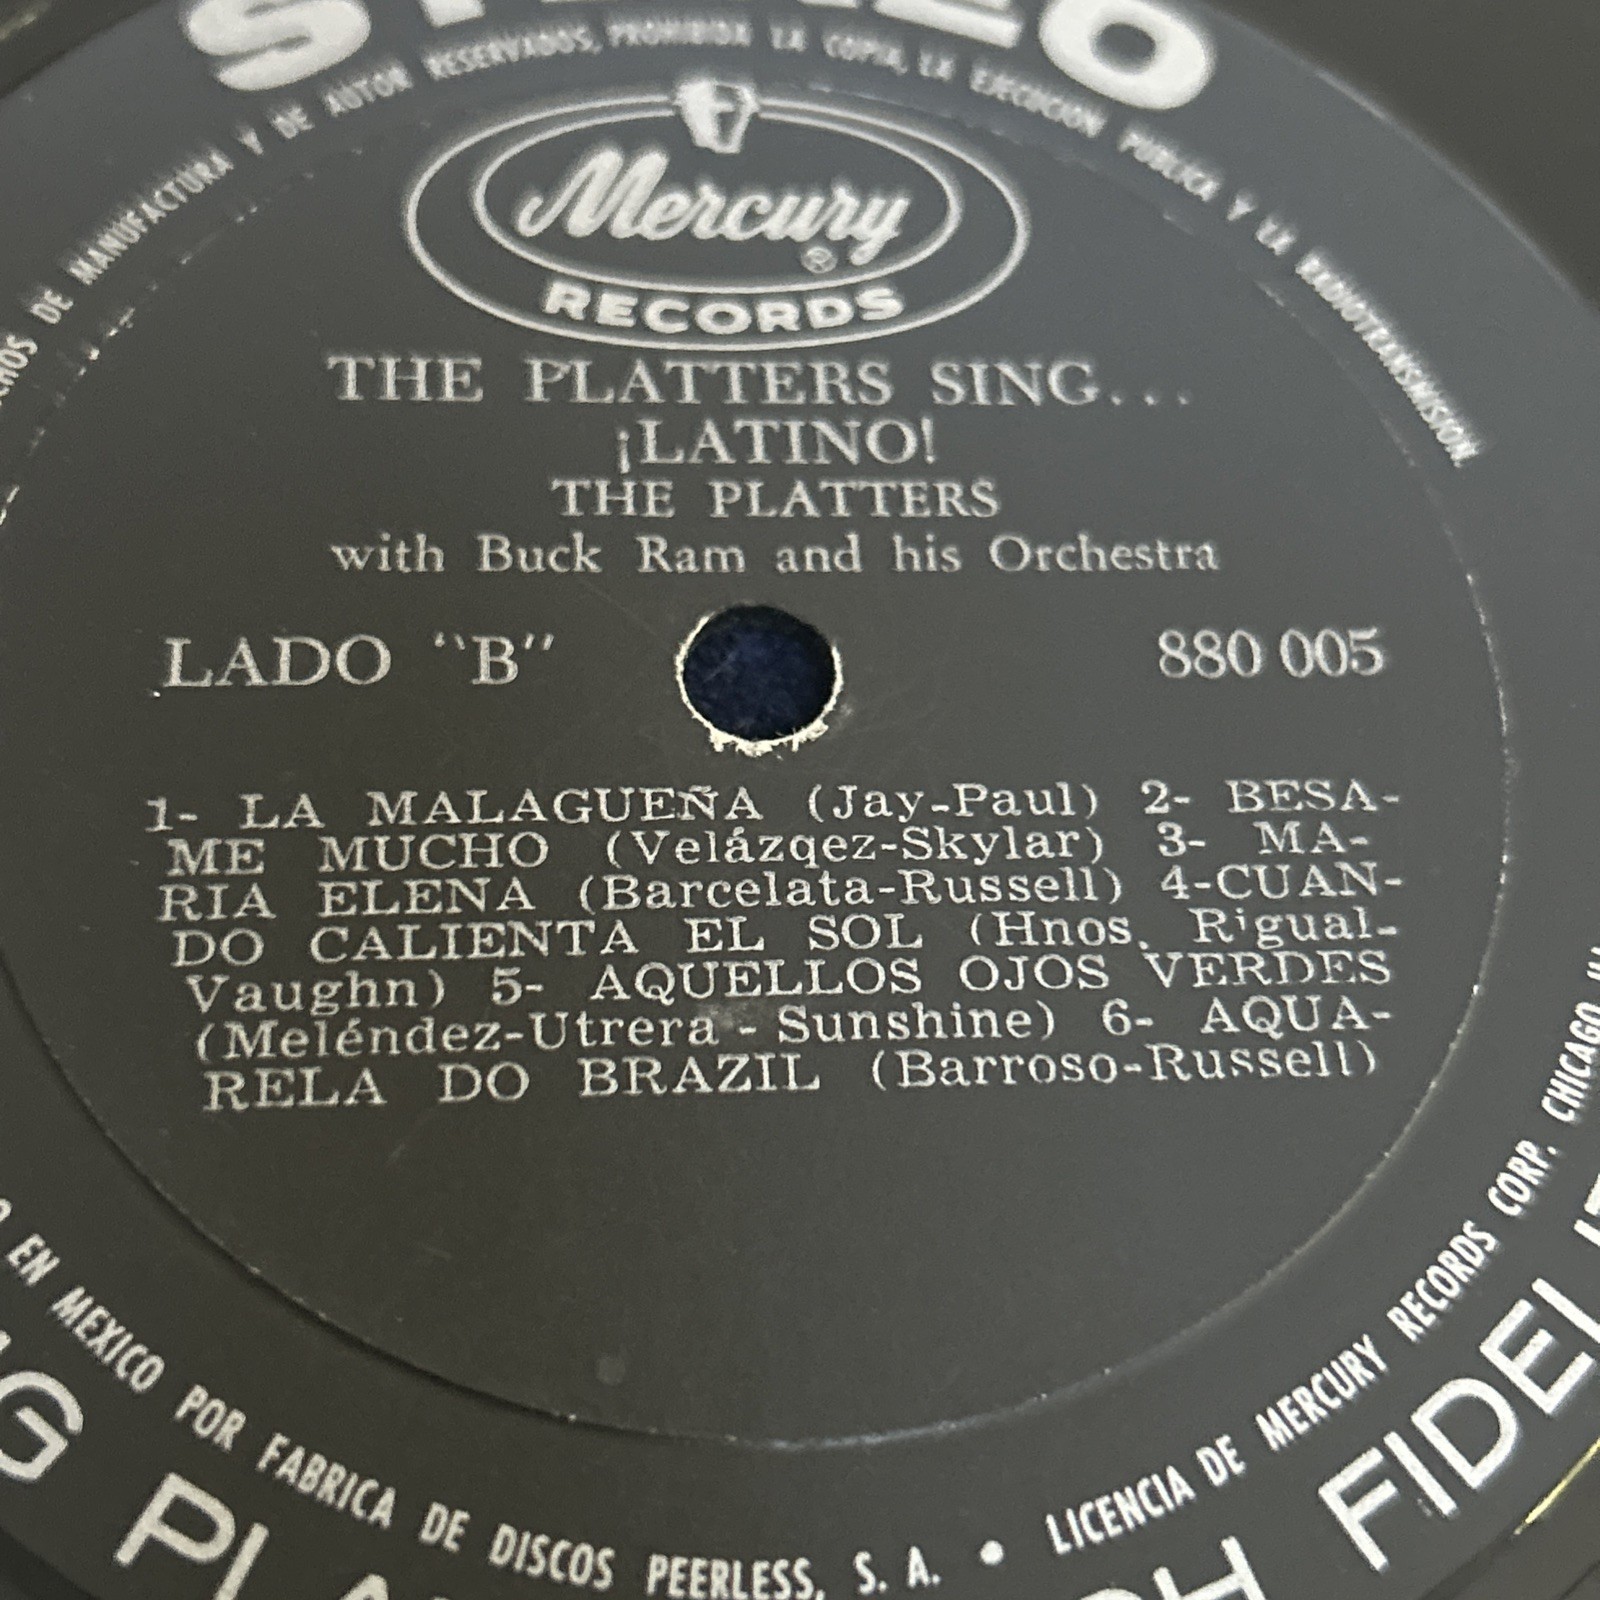 STEREO
DE MANUFACTURA Y DE AUTOR RESERVADOS, PROHIBIDA LA COPIA, LA EJECUCION PUBLICA Y LA RADIOTRANSMISIÓN.
Mercury ®
RECORDS
THE PLATTERS SING...
¡LATINO!
THE PLATTERS
with Buck Ram and his Orchestra
LADO "B"
880 005
1- LA MALAGUEÑA (Jay-Paul) 2- BESA-
ME MUCHO (Velázqez-Skylar) 3- MA-
RIA ELENA (Barcelata-Russell) 4-CUAN-
DO CALIENTA EL SOL (Hnos. Rigual-
Vaughn) 5- AQUELLOS OJOS VERDES
(Meléndez-Utrera - Sunshine) 6- AQUA-
RELA DO BRAZIL (Barroso-Russell)
EN MEXICO POR FABRICA DE DISCOS PEERLESS, S. A. • LICENCIA DE MERCURY RECORDS CORP. CHICAGO